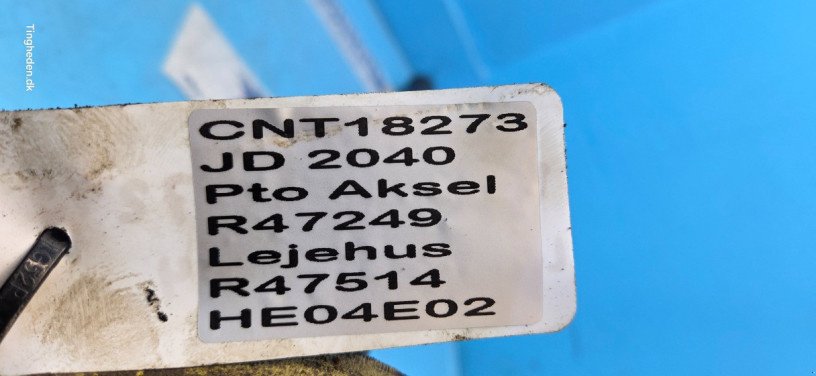 Tingheden.dk
CNT18273
JD 2040
Pto Aksel
R47249
Lejehus
R47514
HE04E02